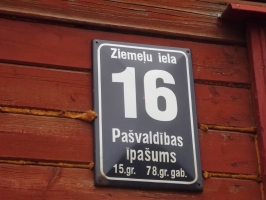 Ziemeļu iela
16
Pašvaldības
īpašums
15.gr. 78.gr.gab.